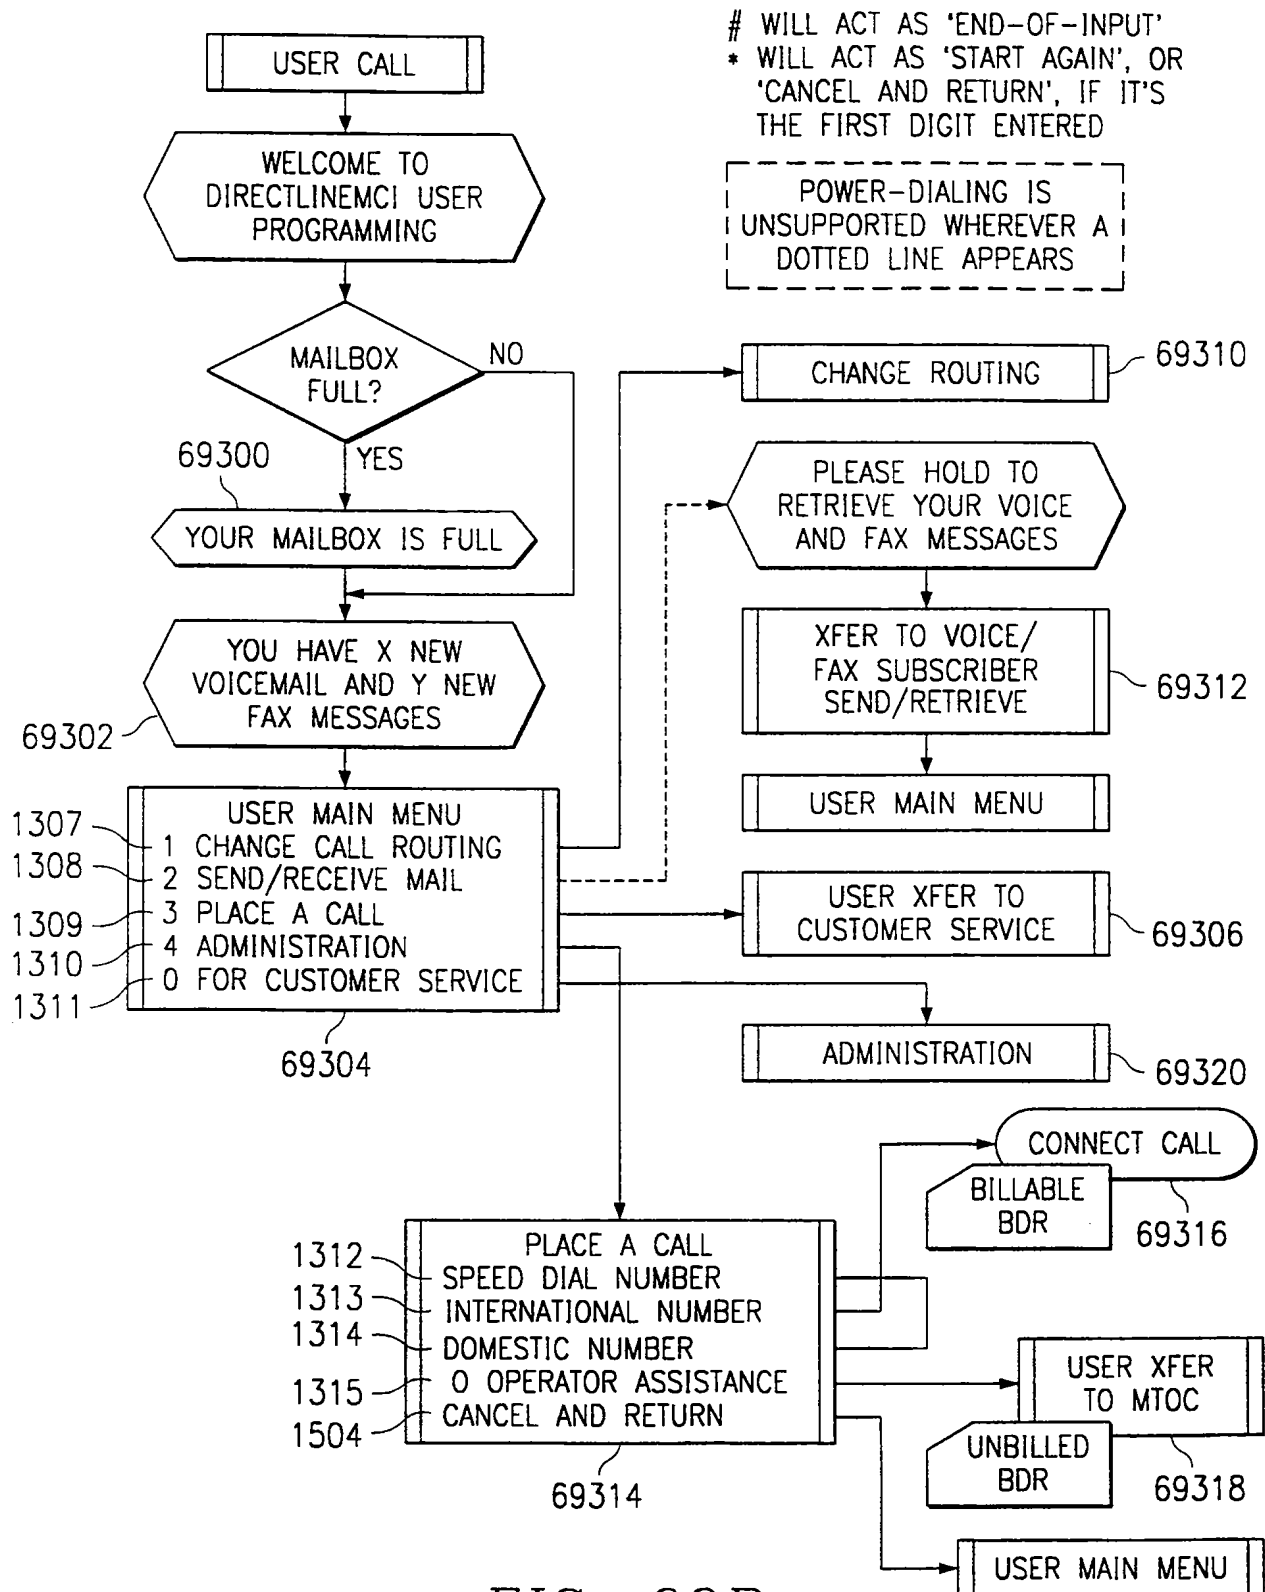 # WILL ACT AS 'END-OF-INPUT'
* WILL ACT AS 'START AGAIN', OR
'CANCEL AND RETURN', IF IT'S
THE FIRST DIGIT ENTERED
POWER-DIALING IS
UNSUPPORTED WHEREVER A
DOTTED LINE APPEARS
USER CALL
WELCOME TO
DIRECTLINEMCI USER
PROGRAMMING
MAILBOX
FULL?
NO
YES
69300
YOUR MAILBOX IS FULL
YOU HAVE X NEW
VOICEMAIL AND Y NEW
FAX MESSAGES
69302
USER MAIN MENU
1307
1 CHANGE CALL ROUTING
1308
2 SEND/RECEIVE MAIL
1309
3 PLACE A CALL
1310
4 ADMINISTRATION
1311
0 FOR CUSTOMER SERVICE
69304
CHANGE ROUTING
69310
PLEASE HOLD TO
RETRIEVE YOUR VOICE
AND FAX MESSAGES
XFER TO VOICE/
FAX SUBSCRIBER
SEND/RETRIEVE
69312
USER MAIN MENU
USER XFER TO
CUSTOMER SERVICE
69306
ADMINISTRATION
69320
CONNECT CALL
BILLABLE
BDR
69316
PLACE A CALL
1312
SPEED DIAL NUMBER
1313
INTERNATIONAL NUMBER
1314
DOMESTIC NUMBER
1315
0 OPERATOR ASSISTANCE
1504
CANCEL AND RETURN
69314
USER XFER
TO MTOC
UNBILLED
BDR
69318
USER MAIN MENU